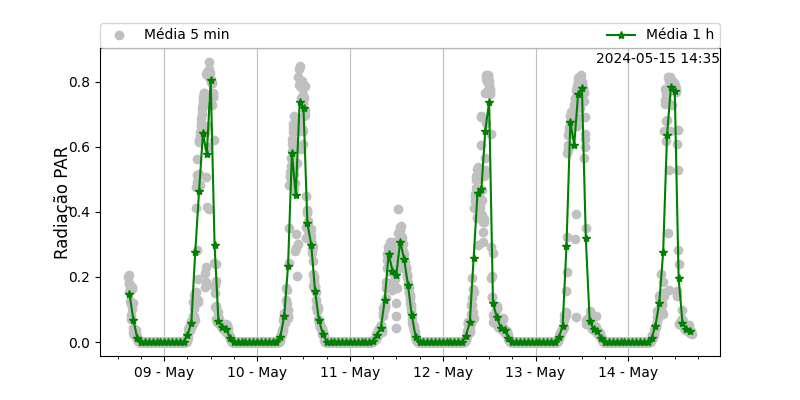 Média 5 min
Média 1 h
2024-05-15 14:35
Radiação PAR
0.8
0.6
0.4
0.2
0.0
09 - May
10 - May
11 - May
12 - May
13 - May
14 - May